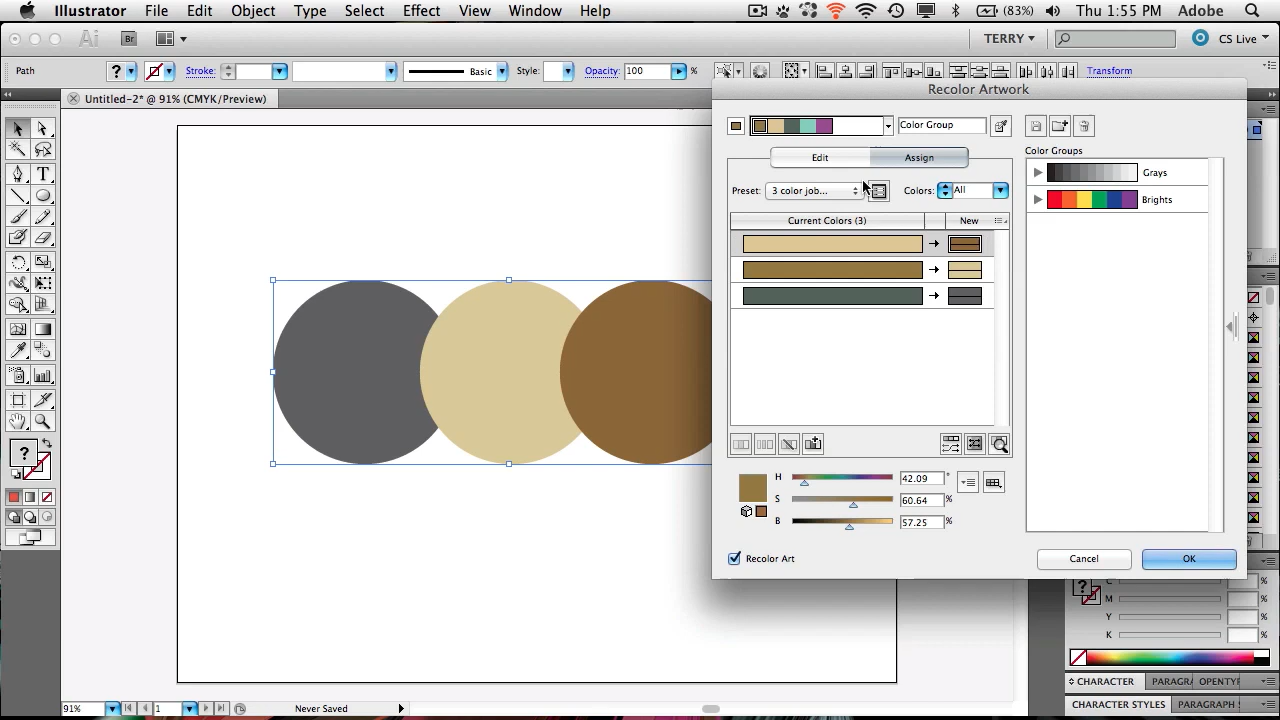 Illustrator File Edit Object Type Select Effect View Window Help (83%) Thu 1:55 PM Adobe
Ai Br TERRY CS Live
Path ? Stroke: Basic Style: Opacity: 100 % Transform
Untitled-2* @ 91% (CMYK/Preview)
Recolor Artwork
Color Group
Color Groups
Edit Assign
Grays
Preset: 3 color job... Colors: All
Brights
Current Colors (3) New
T
?
H 42.09 °
S 60.64 %
B 57.25 %
Recolor Art Cancel OK
C %
?
M %
Y %
K %
CHARACTER PARAGRA OPENTY
CHARACTER STYLES PARAGRAPH S
91% 1 Never Saved